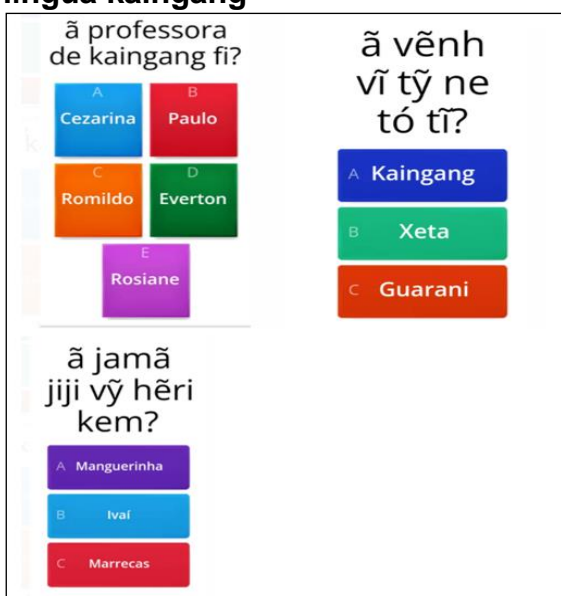 língua kaingang
ã professora
de kaingang fi?
A
Cezarina
B
Paulo
C
Romildo
D
Everton
E
Rosiane
ã vẽnh
vĩ tỹ ne
tó tĩ?
A Kaingang
B Xeta
C Guarani
ã jamã
jiji vỹ hẽri
kem?
A Manguerinha
B Ivaí
C Marrecas